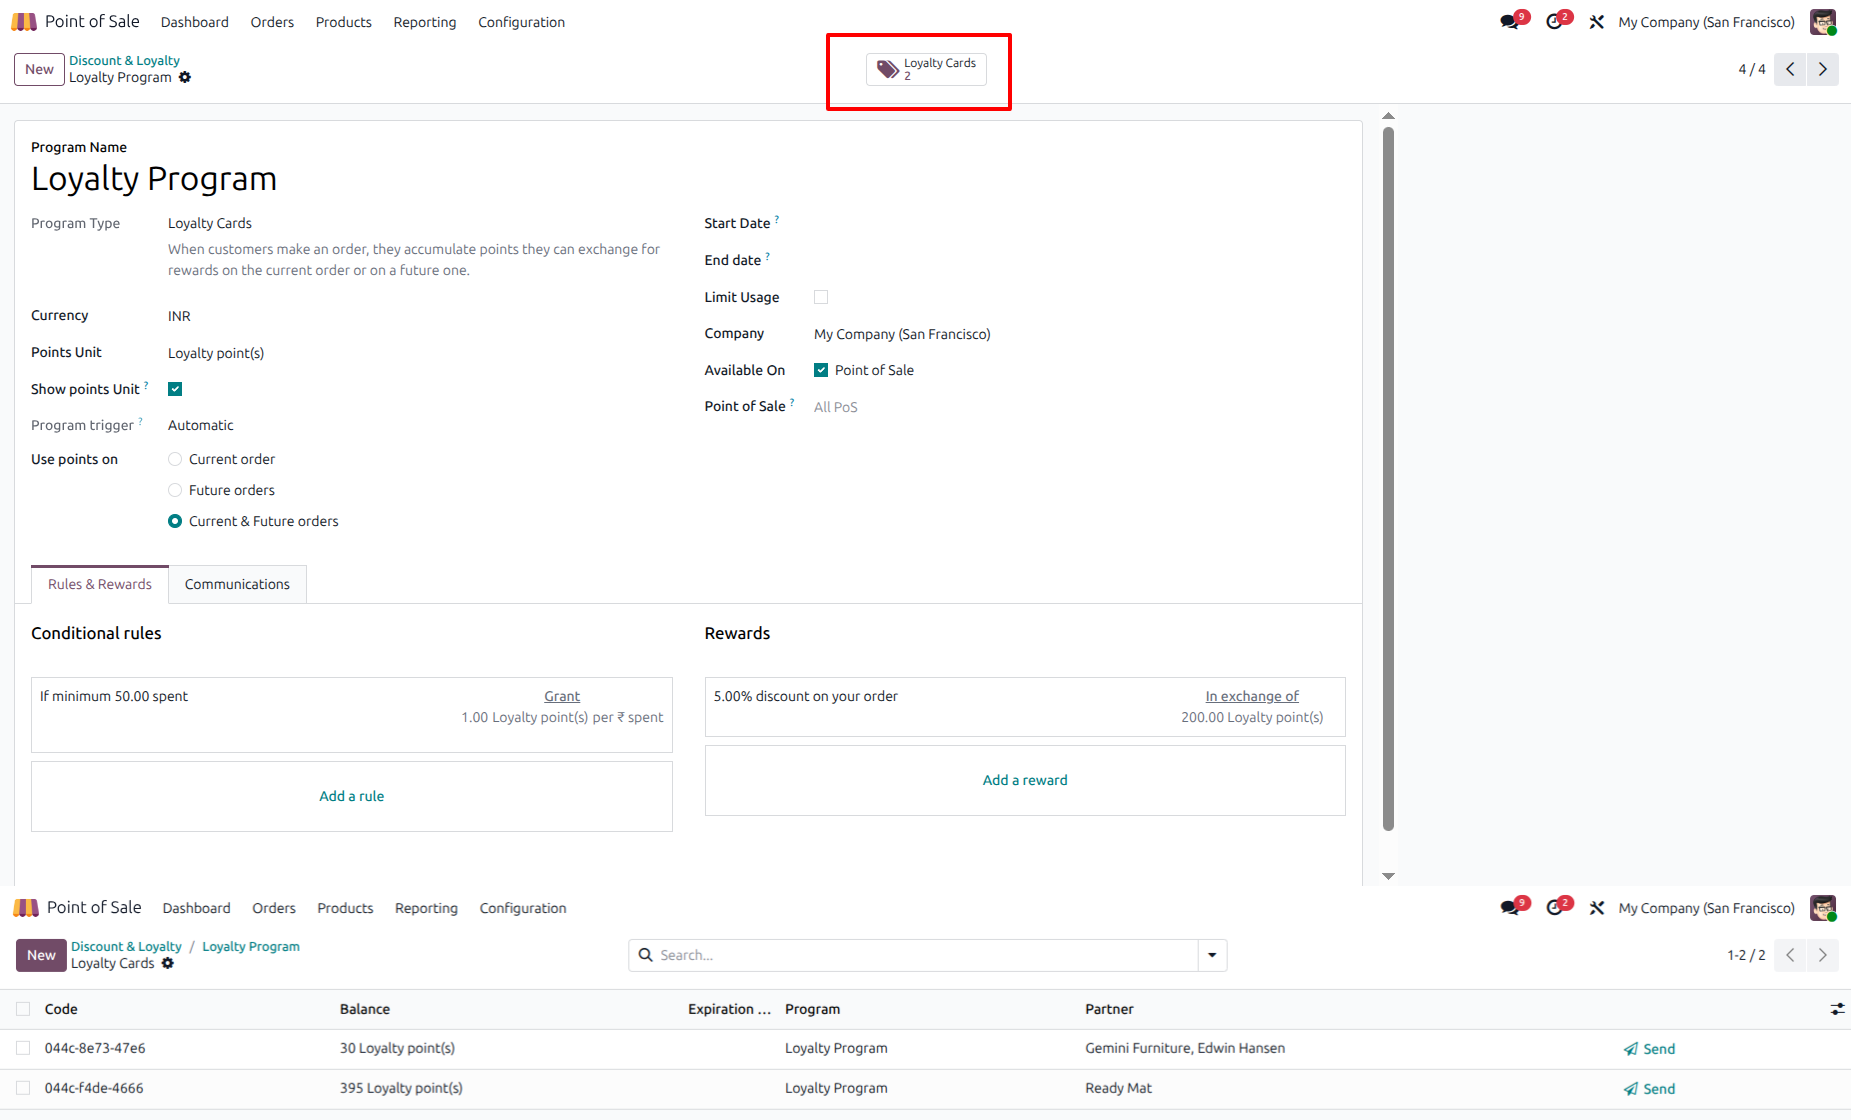 Point of Sale Dashboard Orders Products Reporting Configuration 9 2 My Company (San Francisco)
New Discount & Loyalty
Loyalty Program
Loyalty Cards
2
4 / 4
Program Name
Loyalty Program
Program Type Loyalty Cards
When customers make an order, they accumulate points they can exchange for
rewards on the current order or on a future one.
Currency INR
Points Unit Loyalty point(s)
Show points Unit ?
Program trigger ? Automatic
Use points on Current order
Future orders
Current & Future orders
Start Date ?
End date ?
Limit Usage
Company My Company (San Francisco)
Available On Point of Sale
Point of Sale ? All PoS
Rules & Rewards Communications
Conditional rules
If minimum 50.00 spent Grant
1.00 Loyalty point(s) per ₹ spent
Add a rule
Rewards
5.00% discount on your order In exchange of
200.00 Loyalty point(s)
Add a reward
Point of Sale Dashboard Orders Products Reporting Configuration 9 2 My Company (San Francisco)
New Discount & Loyalty / Loyalty Program
Loyalty Cards
Search...
1-2 / 2
Code Balance Expiration ... Program Partner
044c-8e73-47e6 30 Loyalty point(s) Loyalty Program Gemini Furniture, Edwin Hansen Send
044c-f4de-4666 395 Loyalty point(s) Loyalty Program Ready Mat Send